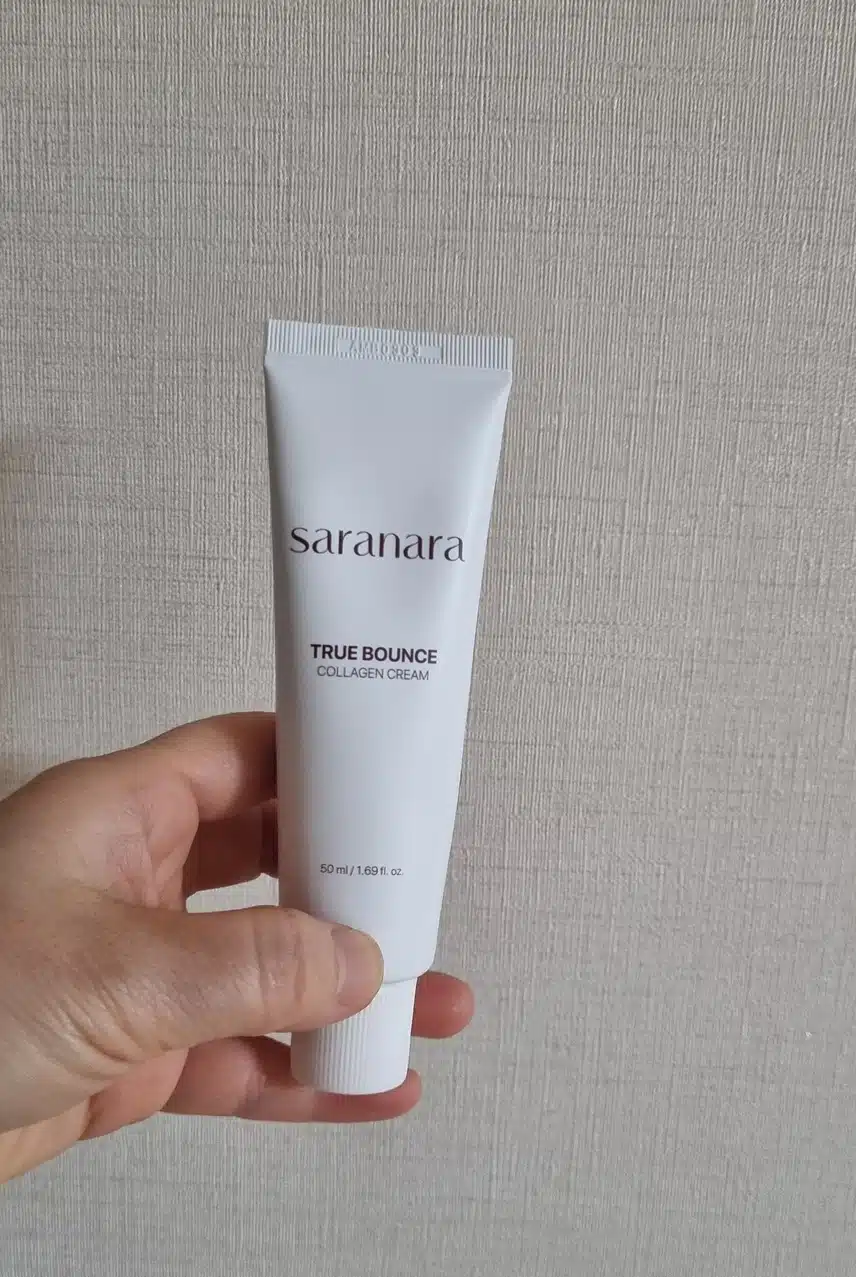 saranara
TRUE BOUNCE
COLLAGEN CREAM
50 ml / 1.69 fl. oz.